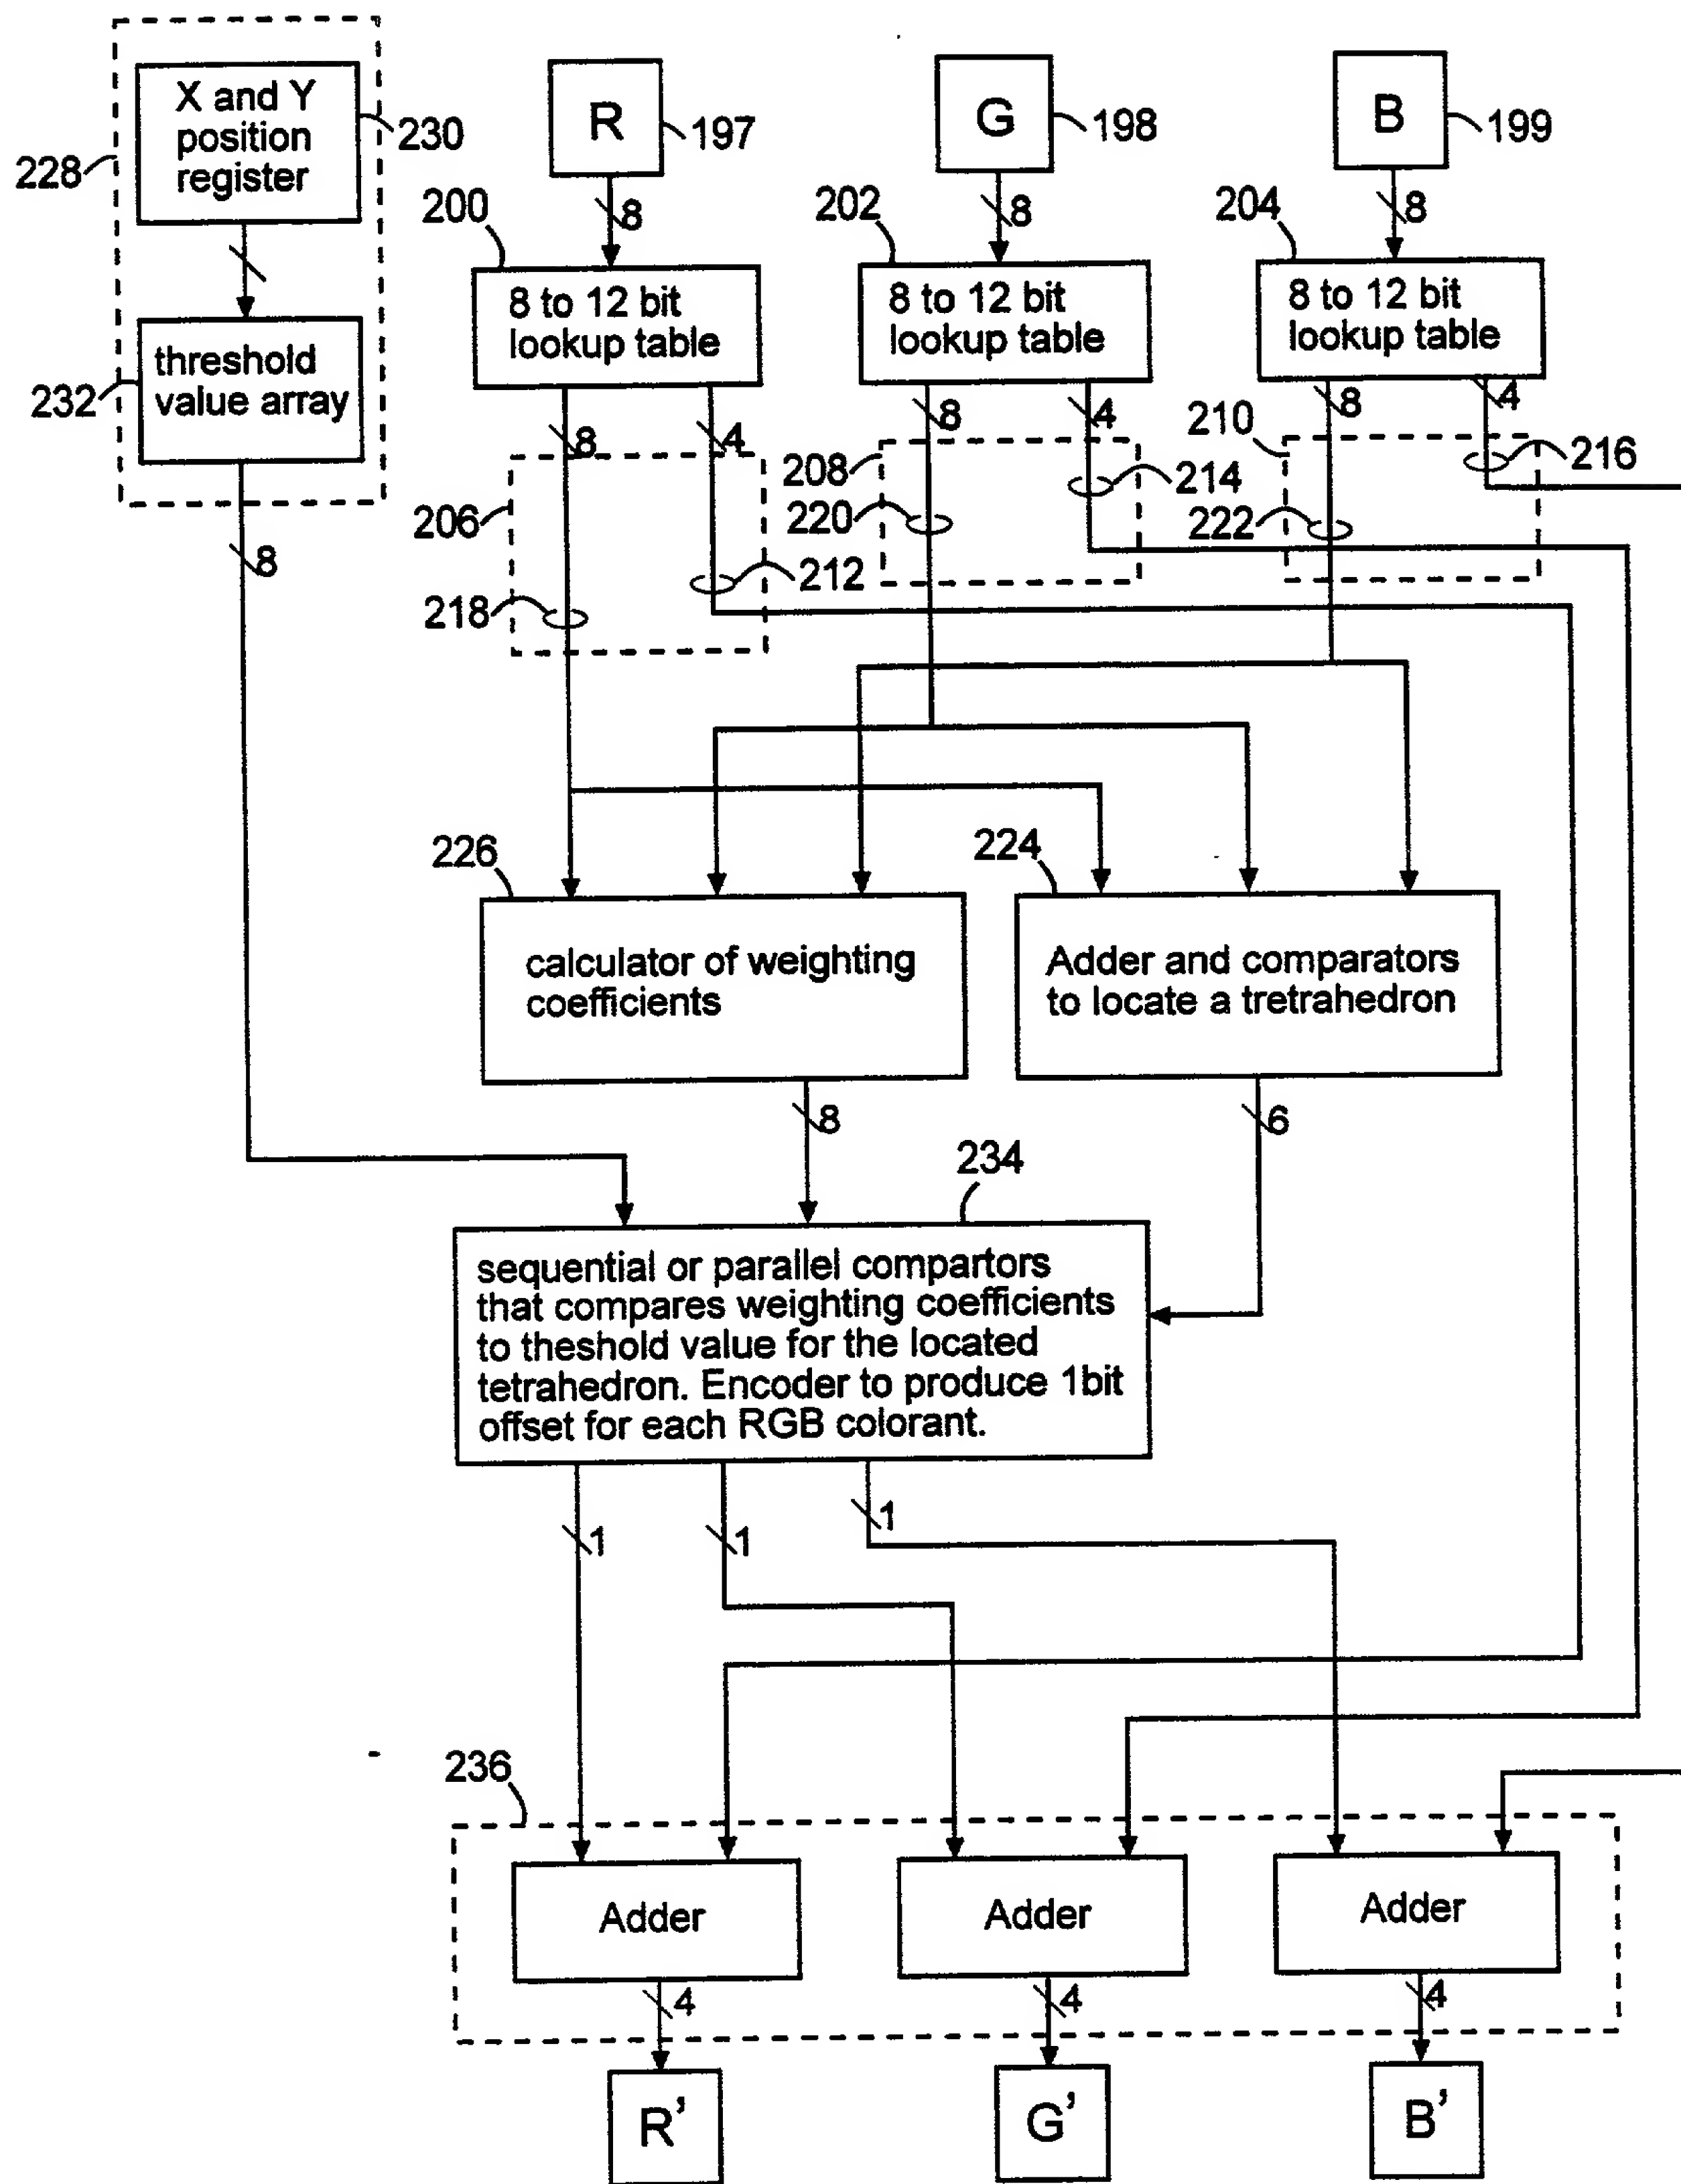 X and Y
position
register
230
228
R
197
G
198
B
199
8
8
8
200
202
204
8 to 12 bit
lookup table
8 to 12 bit
lookup table
8 to 12 bit
lookup table
threshold
value array
232
8
4
8
4
8
4
206
208
210
214
216
220
222
212
218
8
226
224
calculator of weighting
coefficients
Adder and comparators
to locate a tretrahedron
8
6
234
sequential or parallel compartors
that compares weighting coefficients
to theshold value for the located
tetrahedron. Encoder to produce 1bit
offset for each RGB colorant.
1
1
1
236
Adder
Adder
Adder
4
4
4
R'
G'
B'